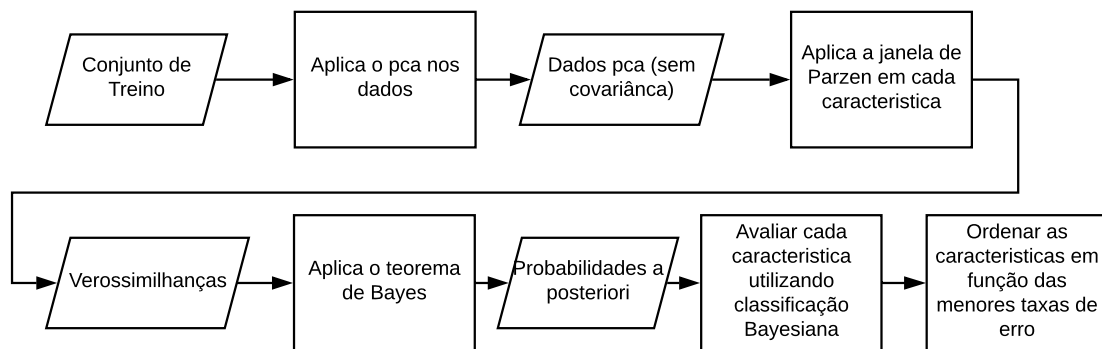 Conjunto de
Treino
Aplica o pca nos
dados
Dados pca (sem
covariânca)
Aplica a janela de
Parzen em cada
caracteristica
Verossimilhanças
Aplica o teorema
de Bayes
Probabilidades a
posteriori
Avaliar cada
caracteristica
utilizando
classificação
Bayesiana
Ordenar as
caracteristicas em
função das
menores taxas de
erro